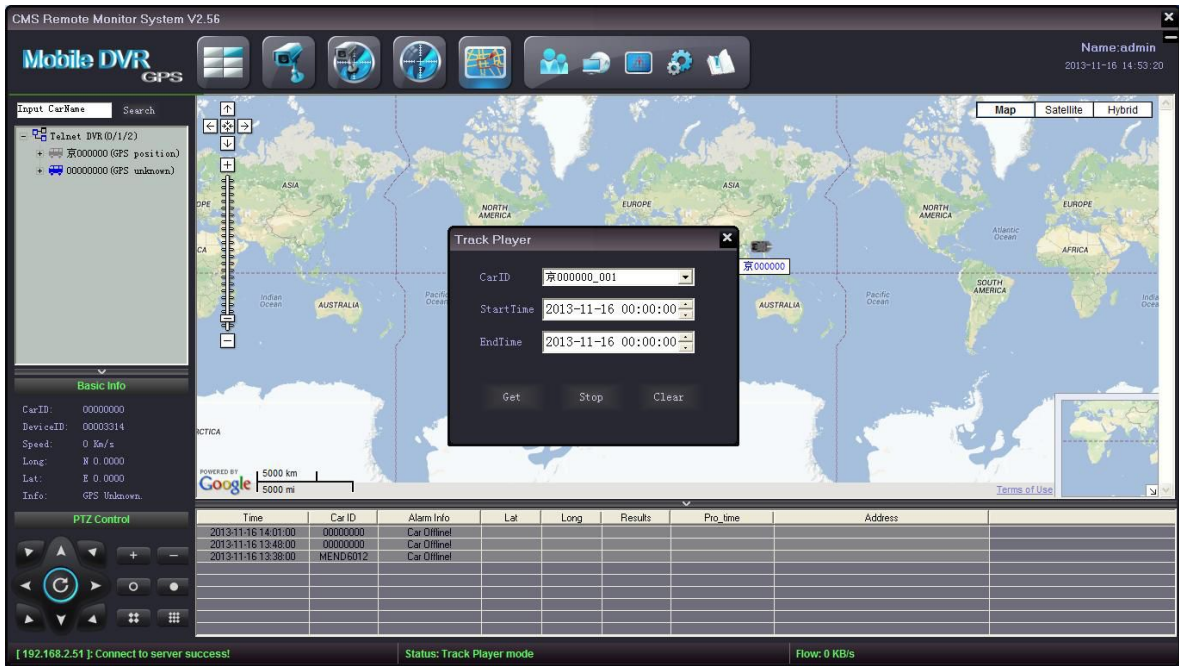 CMS Remote Monitor System V2.56
Mobile DVR
GPS
Name:admin
2013-11-16 14:53:20
Input CarName
Search
Telnet DVR(0/1/2)
京000000(GPS position)
00000000(GPS unknown)
Map Satellite Hybrid
ASIA
NORTH AMERICA
EUROPE
ASIA
NORTH AMERICA
Atlantic Ocean
EUROPE
AFRICA
OPE
CA
Indian Ocean
AUSTRALIA
Pacific Ocean
京000000
AUSTRALIA
Pacific Ocean
SOUTH AMERICA
India
Ocea
RCTICA
Track Player
CarID 京000000_001
StartTime 2013-11-16 00:00:00
EndTime 2013-11-16 00:00:00
Get Stop Clear
POWERED BY
Google
5000 km
5000 mi
Terms of Use
Basic Info
CarID: 00000000
DeviceID: 00003314
Speed: 0 Km/s
Long: N 0.0000
Lat: E 0.0000
Info: GPS Unknown.
PTZ Control
Time Car ID Alarm Info Lat Long Results Pro_time Address
2013-11-16 14:01:00 00000000 Car Offline!
2013-11-16 13:48:00 00000000 Car Offline!
2013-11-16 13:38:00 MEND6012 Car Offline!
[ 192.168.2.51 ]: Connect to server success!
Status: Track Player mode
Flow: 0 KB/s